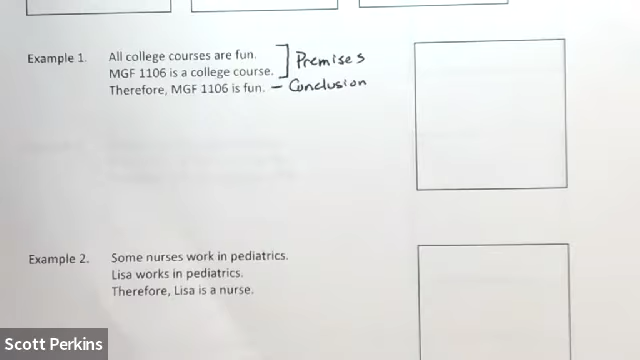 Example 1. All college courses are fun.
MGF 1106 is a college course.
Premises
Therefore, MGF 1106 is fun. – Conclusion
Example 2. Some nurses work in pediatrics.
Lisa works in pediatrics.
Therefore, Lisa is a nurse.
Scott Perkins